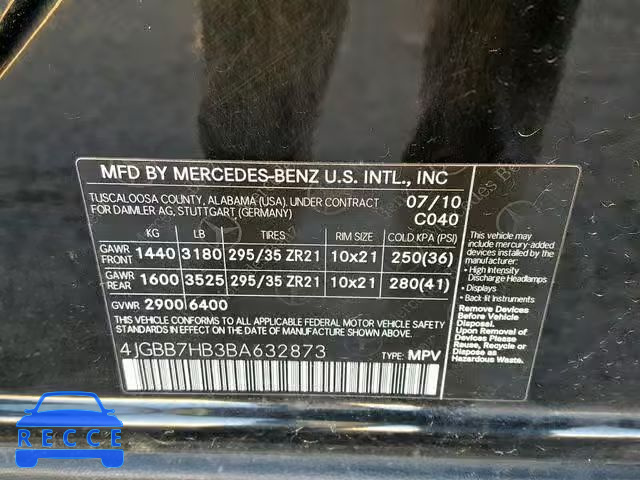 MFD BY MERCEDES-BENZ U.S. INTL., INC
TUSCALOOSA COUNTY, ALABAMA (USA), UNDER CONTRACT
FOR DAIMLER AG, STUTTGART (GERMANY)
07/10
C040
KG LB TIRES RIM SIZE COLD KPA (PSI)
GAWR FRONT 1440 3180 295/35 ZR21 10x21 250(36)
GAWR REAR 1600 3525 295/35 ZR21 10x21 280(41)
GVWR 2900 6400
THIS VEHICLE CONFORMS TO ALL APPLICABLE FEDERAL MOTOR VEHICLE
SAFETY, BUMPER, AND THEFT PREVENTION STANDARDS IN
EFFECT ON THE DATE OF MANUFACTURE SHOWN ABOVE.
4JGBB7HB3BA632873
TYPE: MPV
This vehicle may
include mercury-added
devices installed by the
manufacturer:
• High Intensity
Discharge Headlamps
• Displays
• Back-lit Instruments
Remove Devices
Before Vehicle
Disposal.
Upon Removal of
Devices Please
Reuse, Recycle or
Dispose as
Hazardous Waste.
RECCE